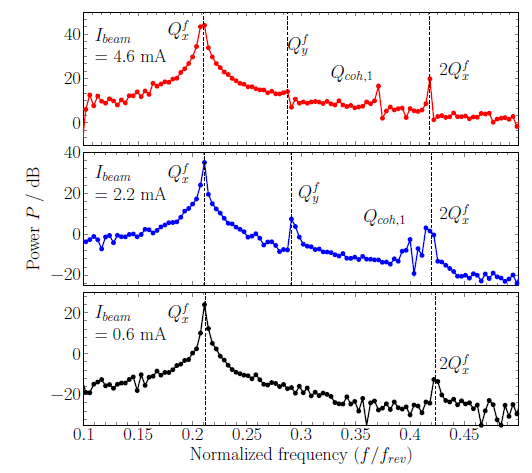 50
40
20
0
I_beam
= 4.6 mA
Q_x^f
Q_y^f
Q_coh,1
2Q_x^f
40
20
0
−20
I_beam
= 2.2 mA
Q_x^f
Q_y^f
Q_coh,1
2Q_x^f
20
0
−20
I_beam
= 0.6 mA
Q_x^f
2Q_x^f
Power P / dB
0.1 0.15 0.2 0.25 0.3 0.35 0.4 0.45
Normalized frequency (f/f_rev)